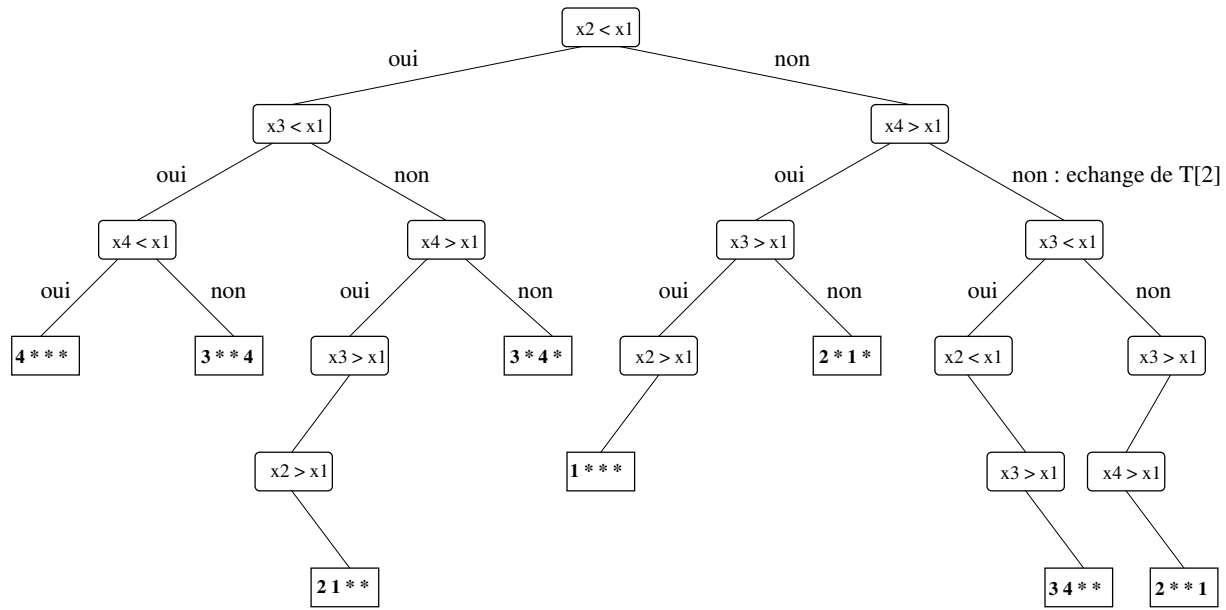 x2 < x1
oui
non
x3 < x1
x4 > x1
oui
non
oui
non : echange de T[2]
x4 < x1
x4 > x1
x3 > x1
x3 < x1
oui
non
oui
non
oui
non
oui
non
4 * * *
3 * * 4
x3 > x1
3 * 4 *
x2 > x1
2 * 1 *
x2 < x1
x3 > x1
x2 > x1
1 * * *
x3 > x1
x4 > x1
2 1 * *
3 4 * *
2 * * 1